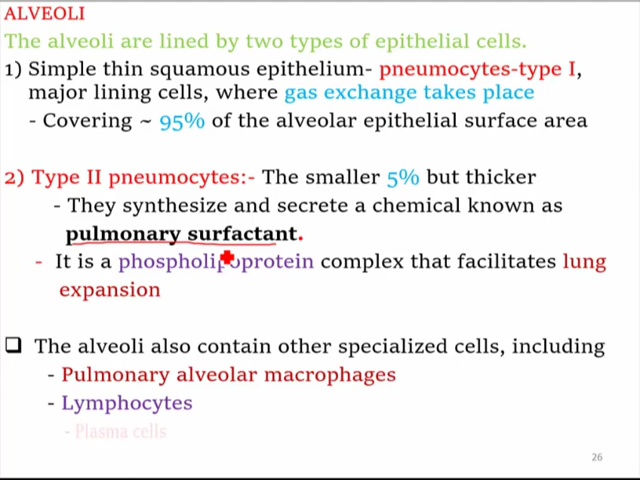 ALVEOLI
The alveoli are lined by two types of epithelial cells.
1) Simple thin squamous epithelium- pneumocytes-type I,
major lining cells, where gas exchange takes place
- Covering ~ 95% of the alveolar epithelial surface area
2) Type II pneumocytes:- The smaller 5% but thicker
- They synthesize and secrete a chemical known as
pulmonary surfactant.
- It is a phospholipoprotein complex that facilitates lung
expansion
❑ The alveoli also contain other specialized cells, including
- Pulmonary alveolar macrophages
- Lymphocytes
- Plasma cells
26